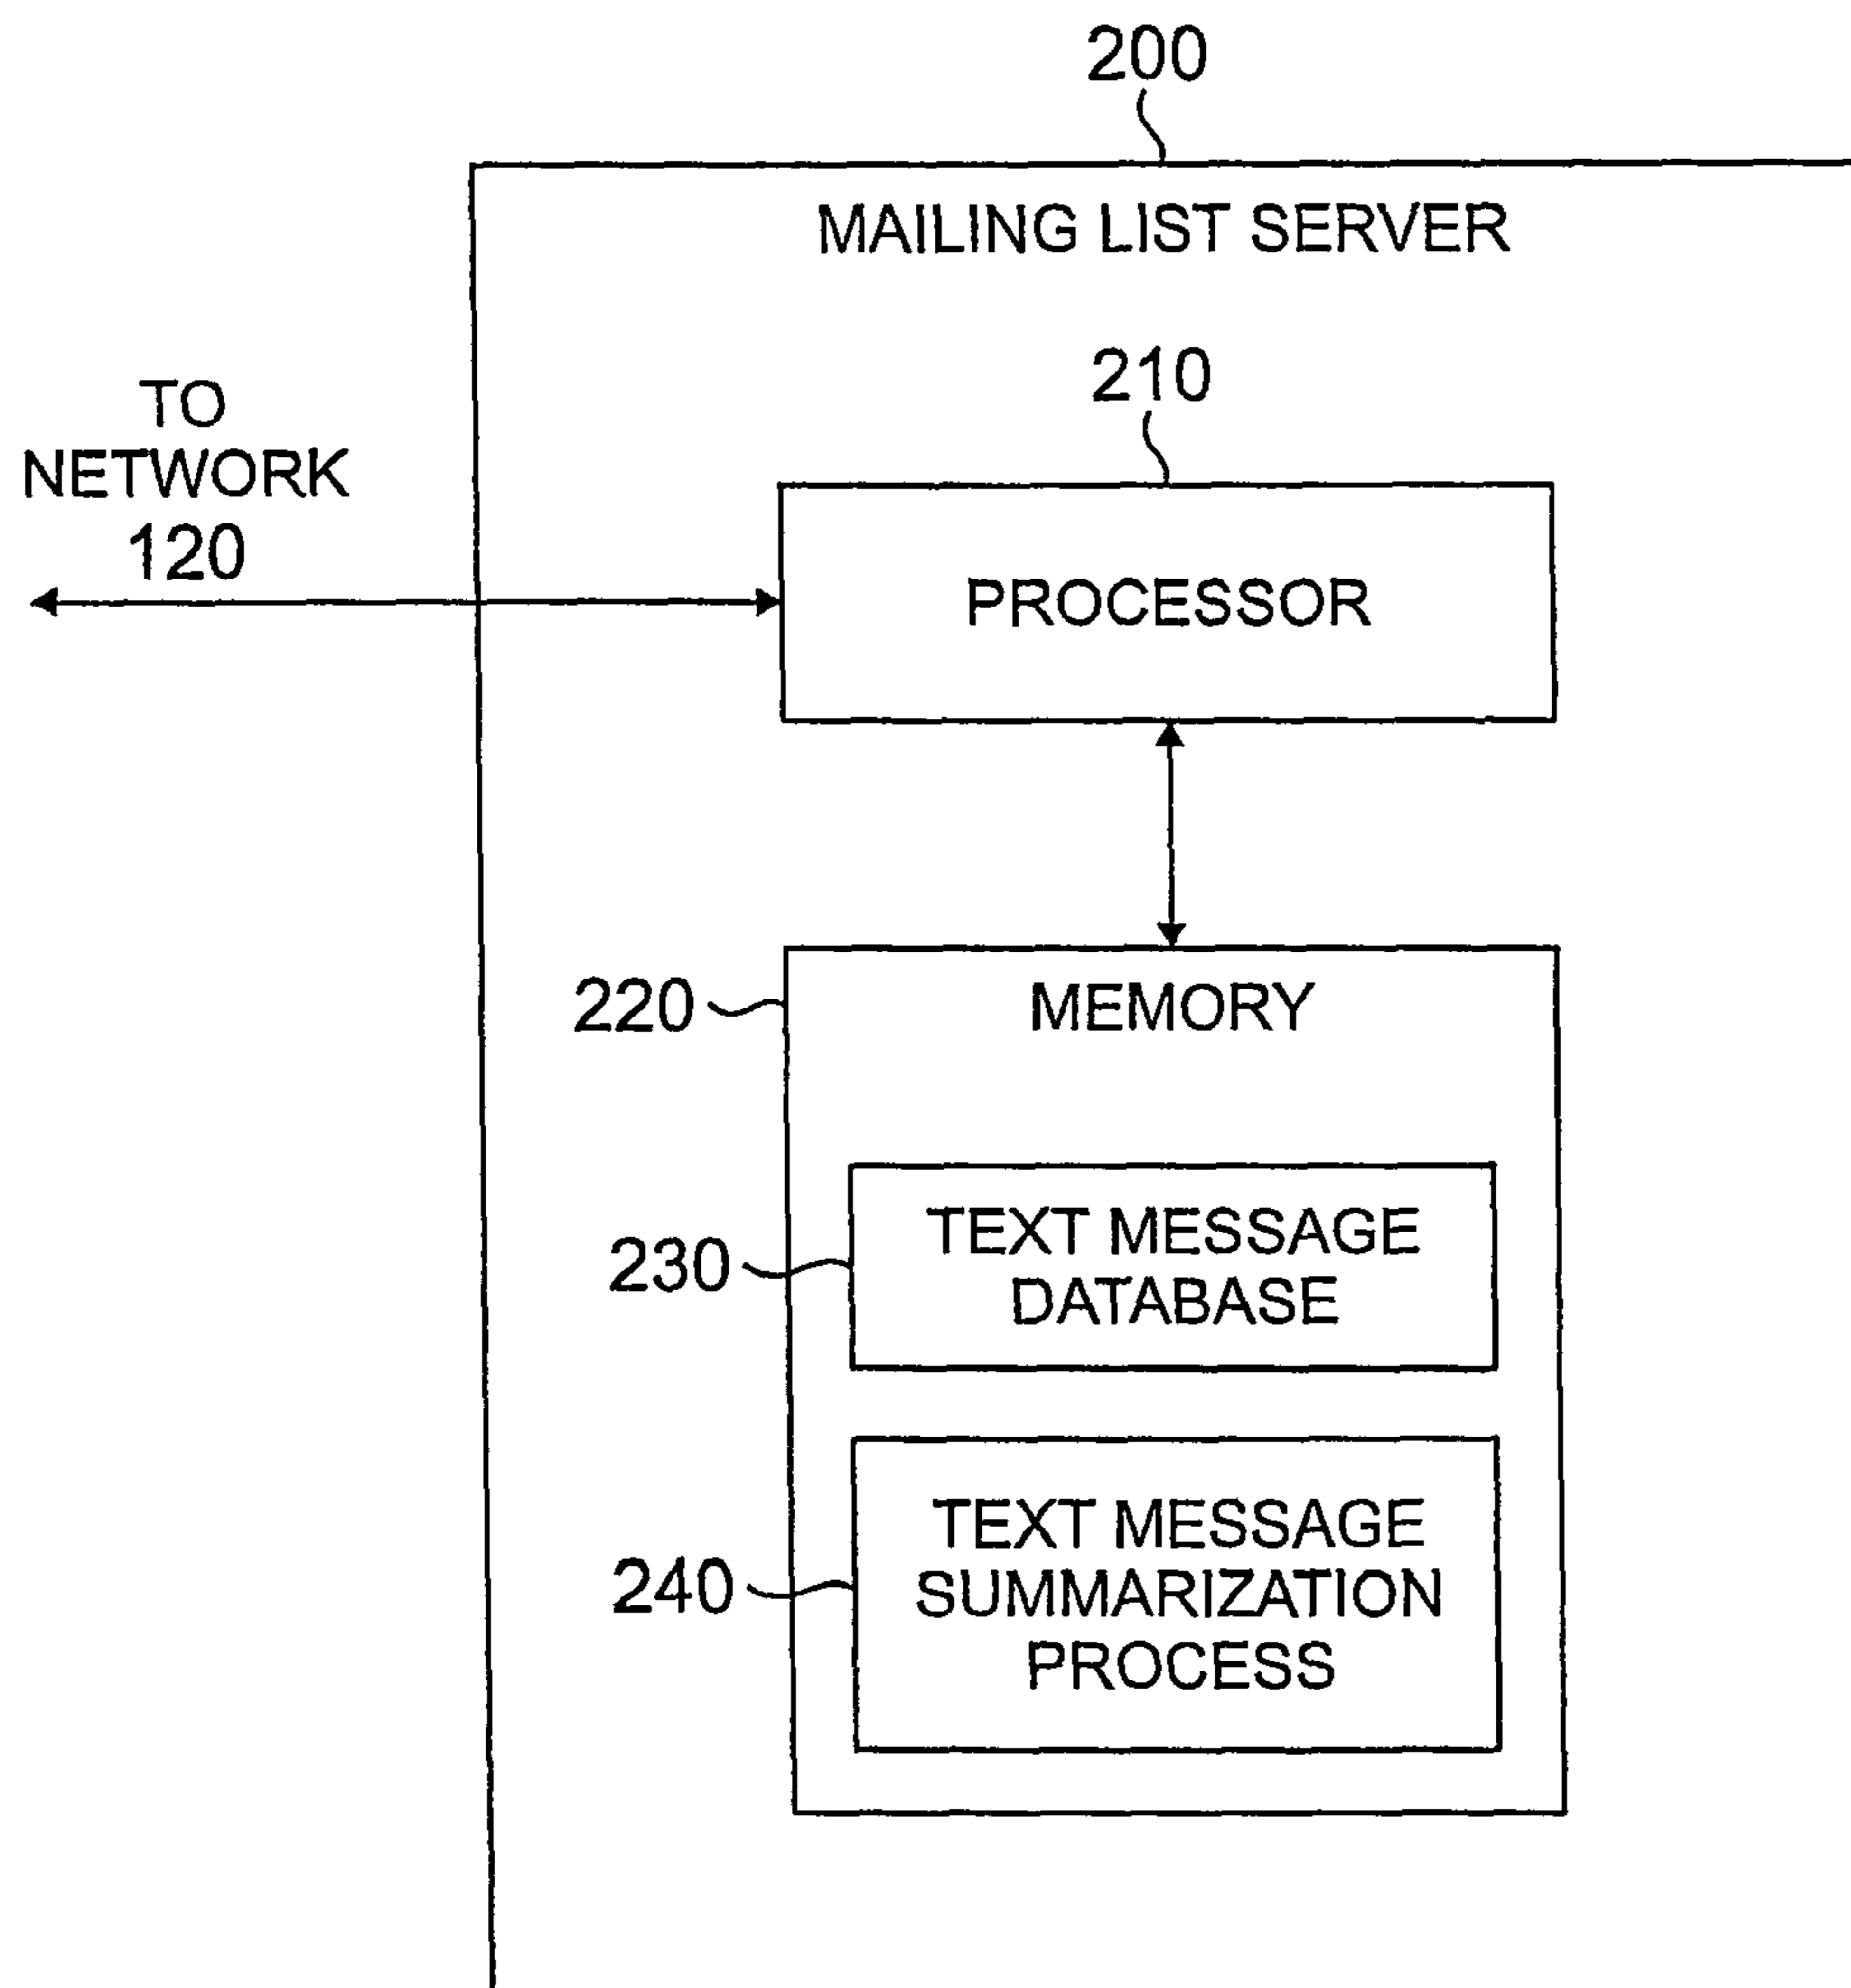 200
MAILING LIST SERVER
210
TO
NETWORK
120
PROCESSOR
220
MEMORY
230
TEXT MESSAGE
DATABASE
240
TEXT MESSAGE
SUMMARIZATION
PROCESS